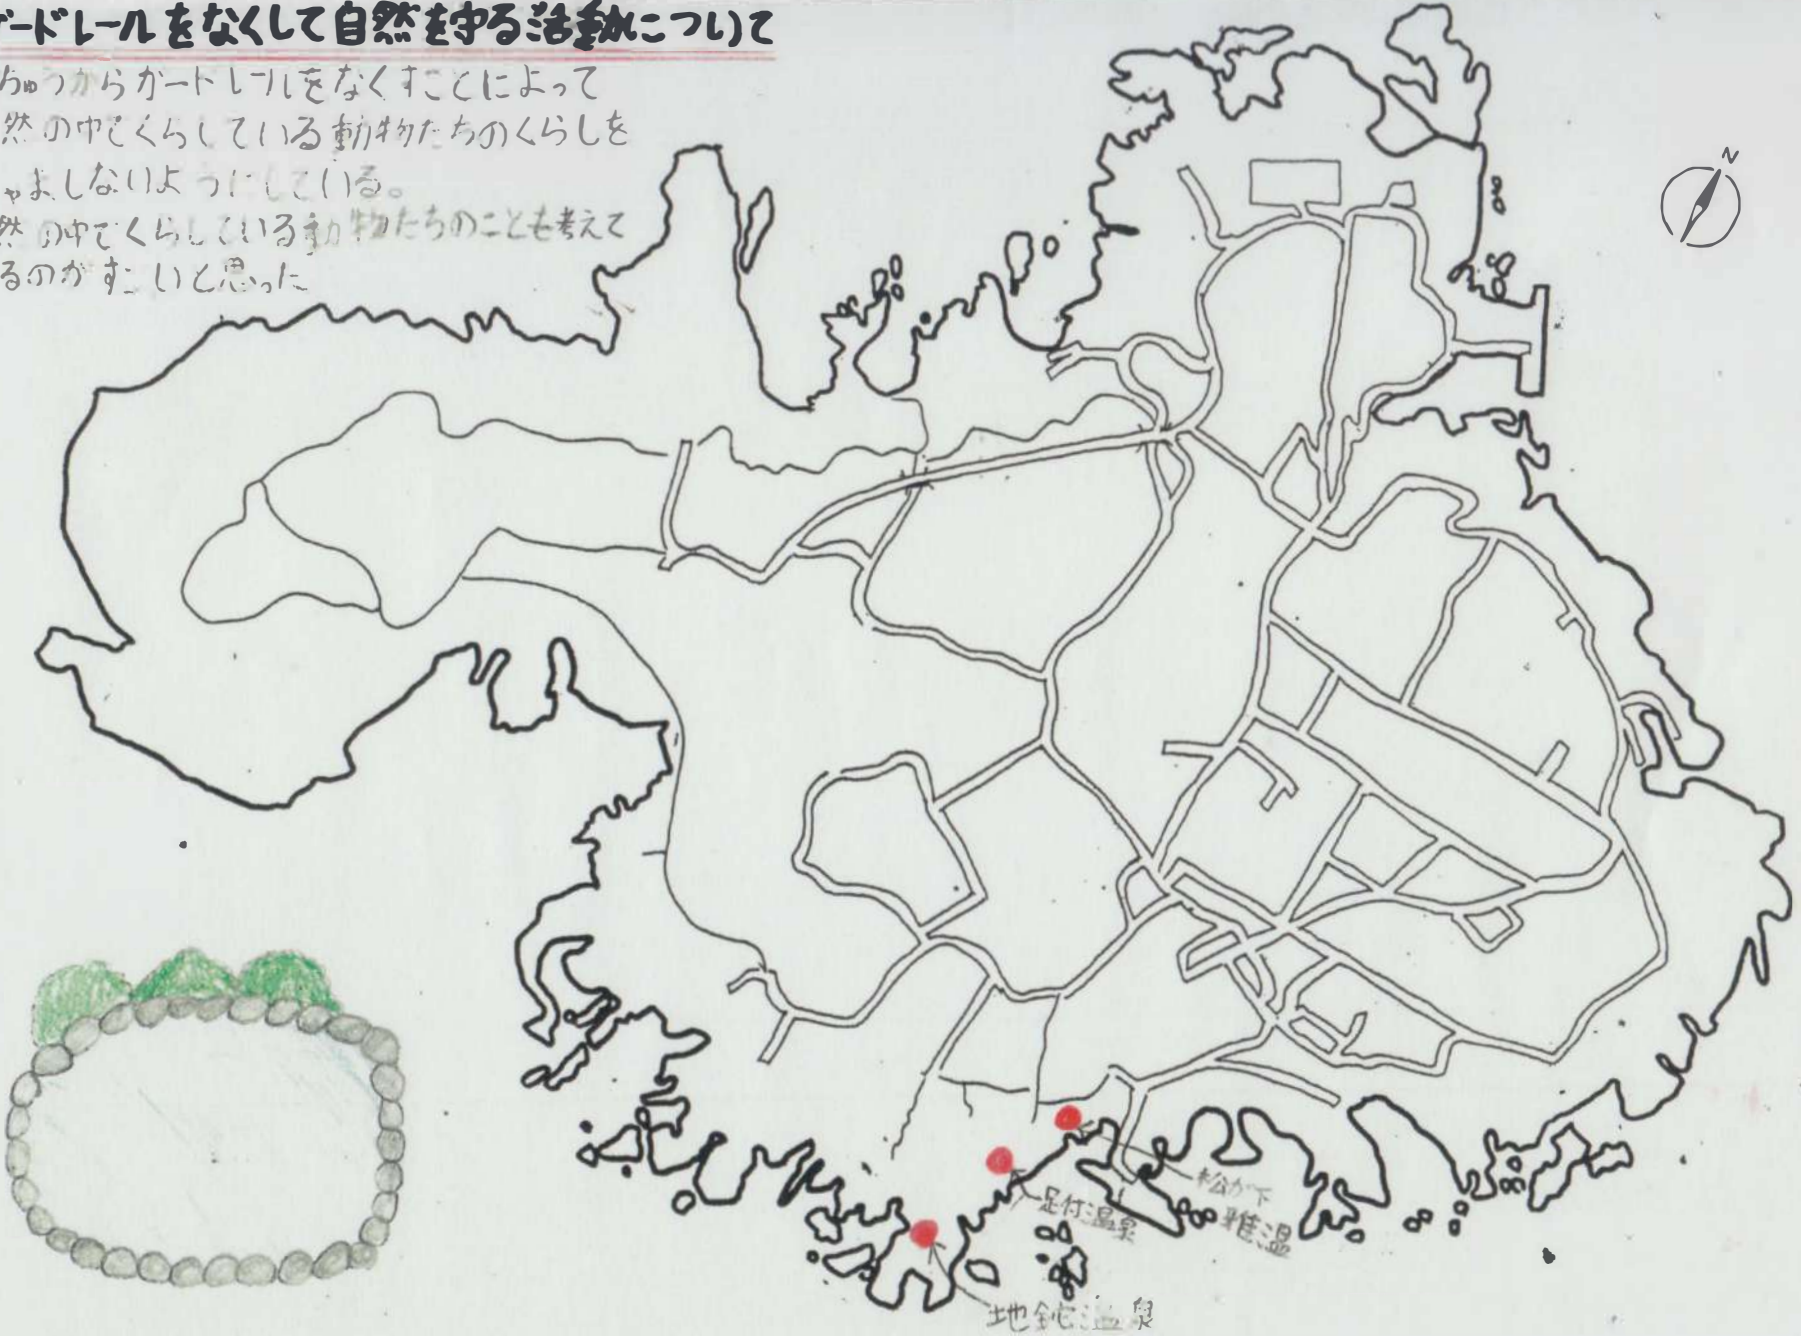 ードレールをなくして自然を守る活動について
ちゅうからガードレールをなくすことによって
然の中でくらしている動物たちのくらしを
ゃましないようにしている。
然の中でくらしている動物たちのことも考えて
るのがすごいと思った
N
松が下
雅温
足付温泉
地鉈温泉